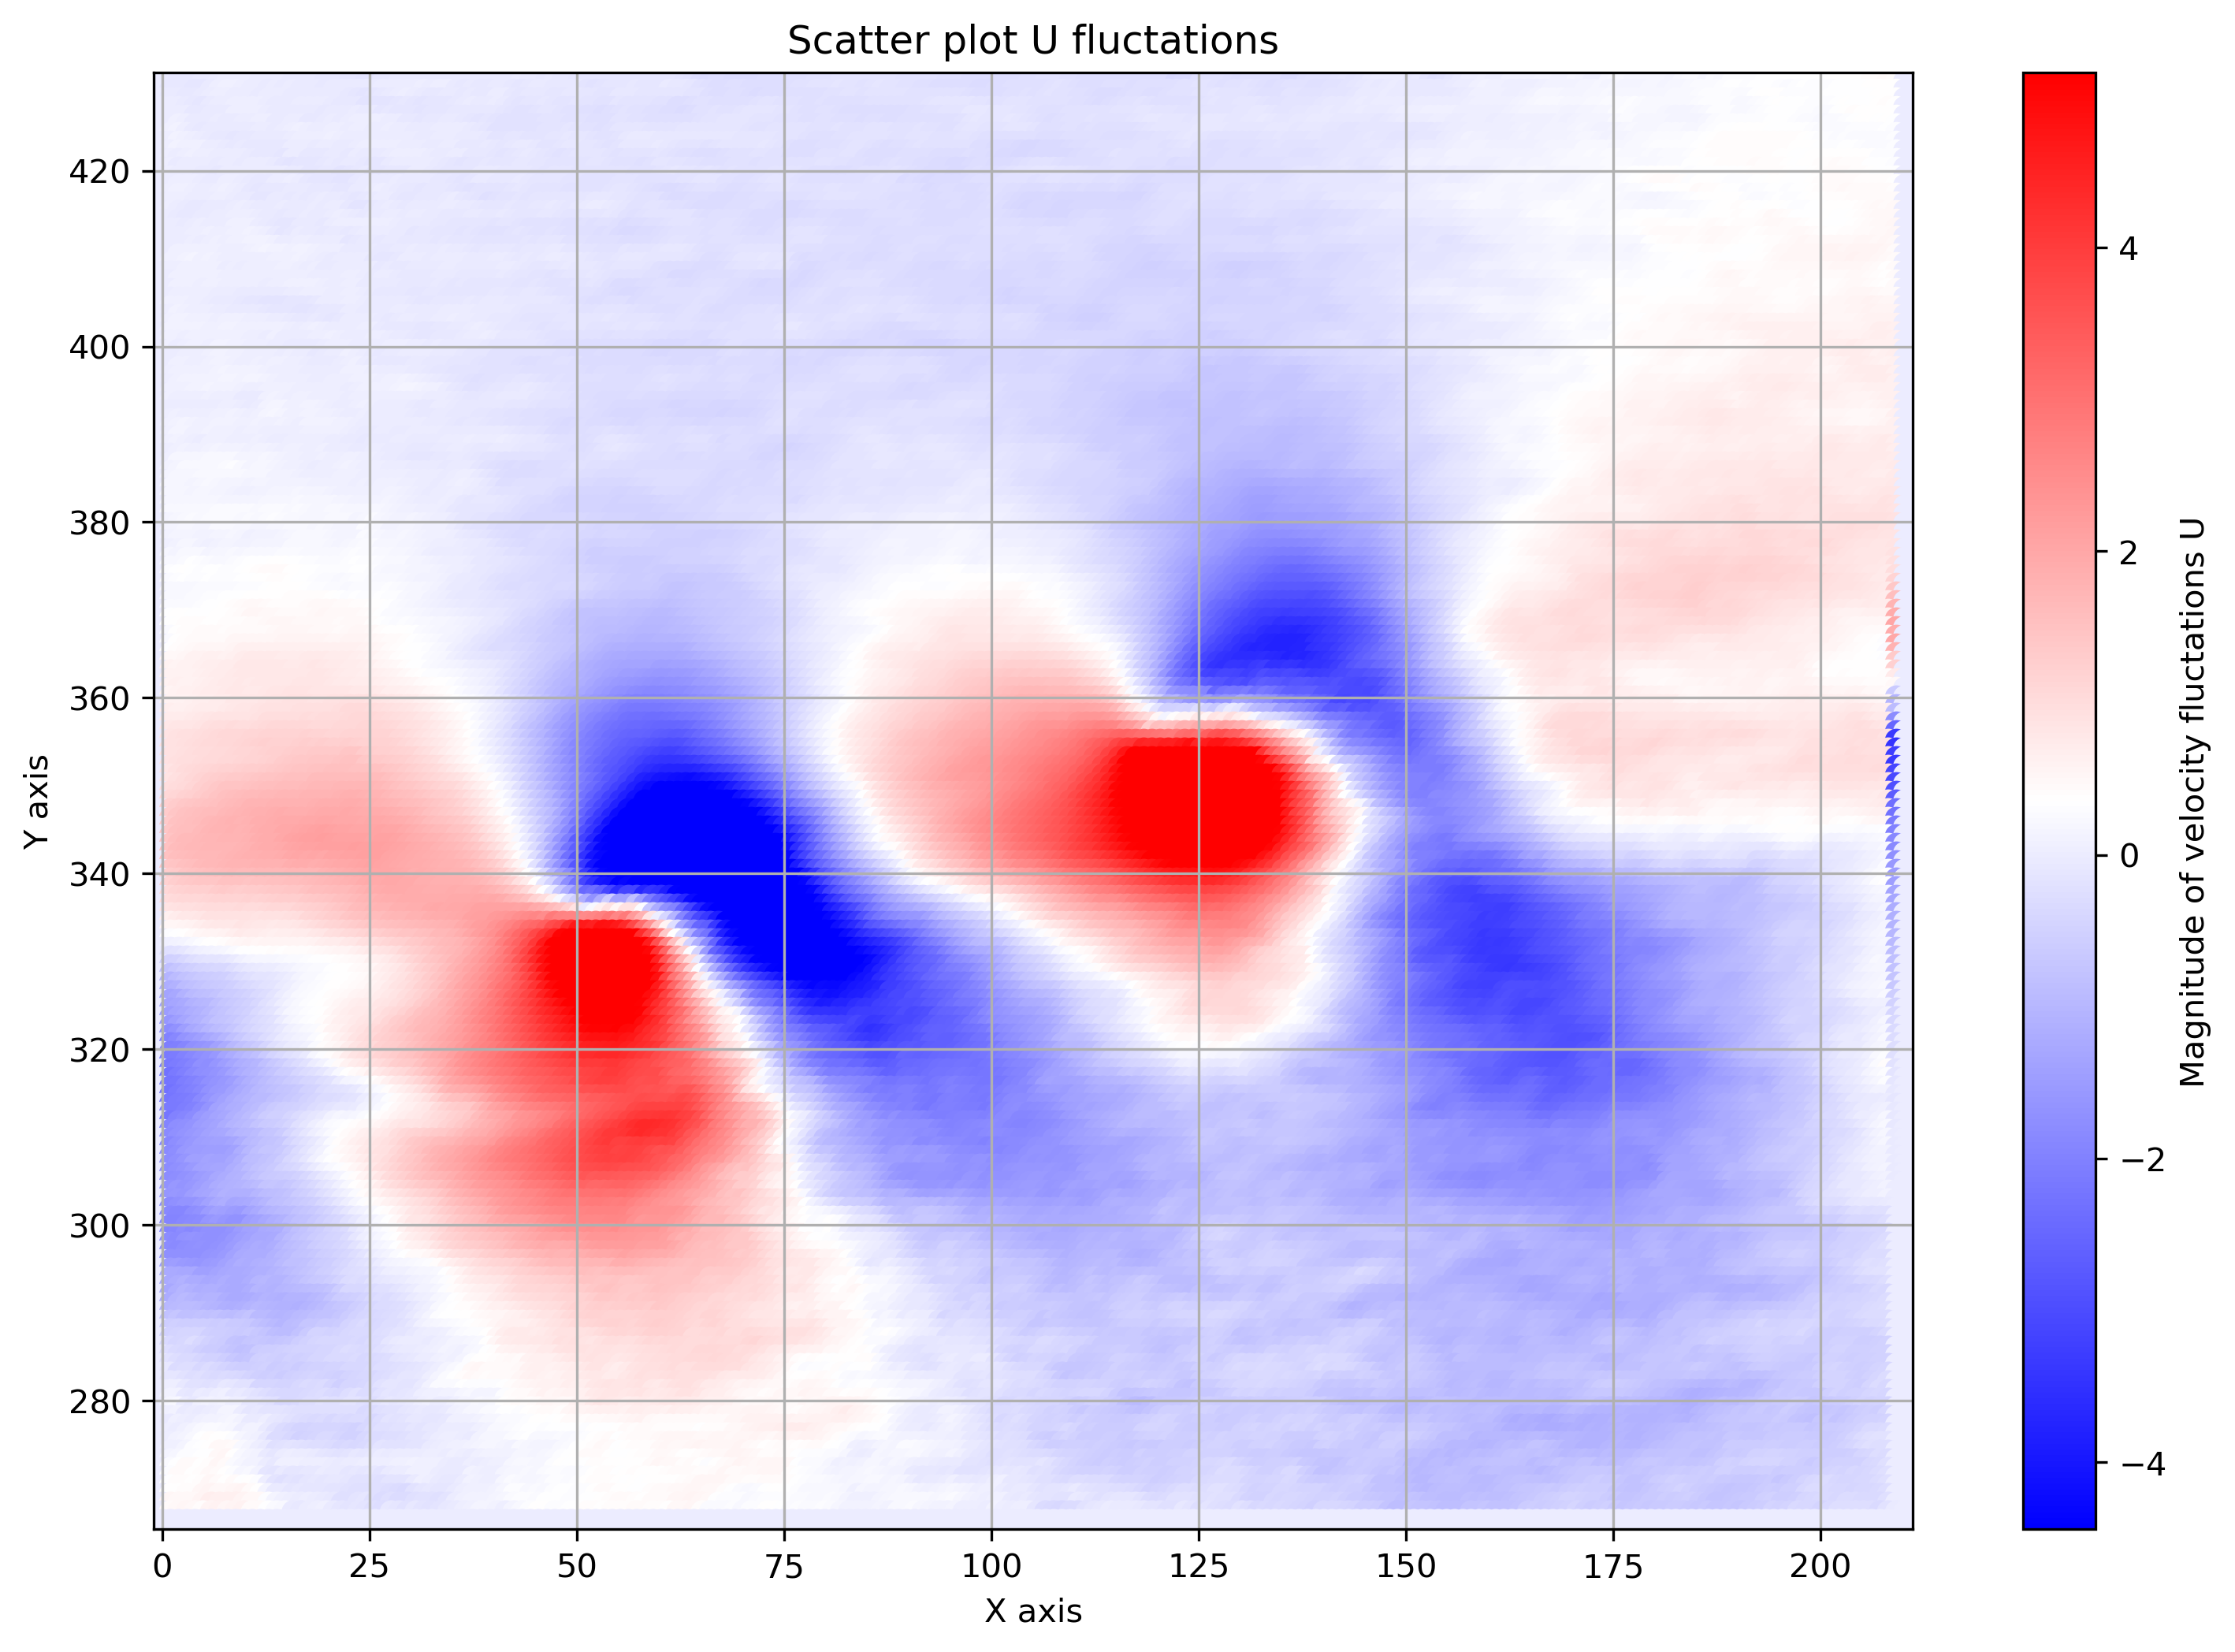 Scatter plot U fluctations
420
400
380
360
340
320
300
280
Y axis
0 25 50 75 100 125 150 175 200
X axis
4
2
0
−2
−4
Magnitude of velocity fluctations U